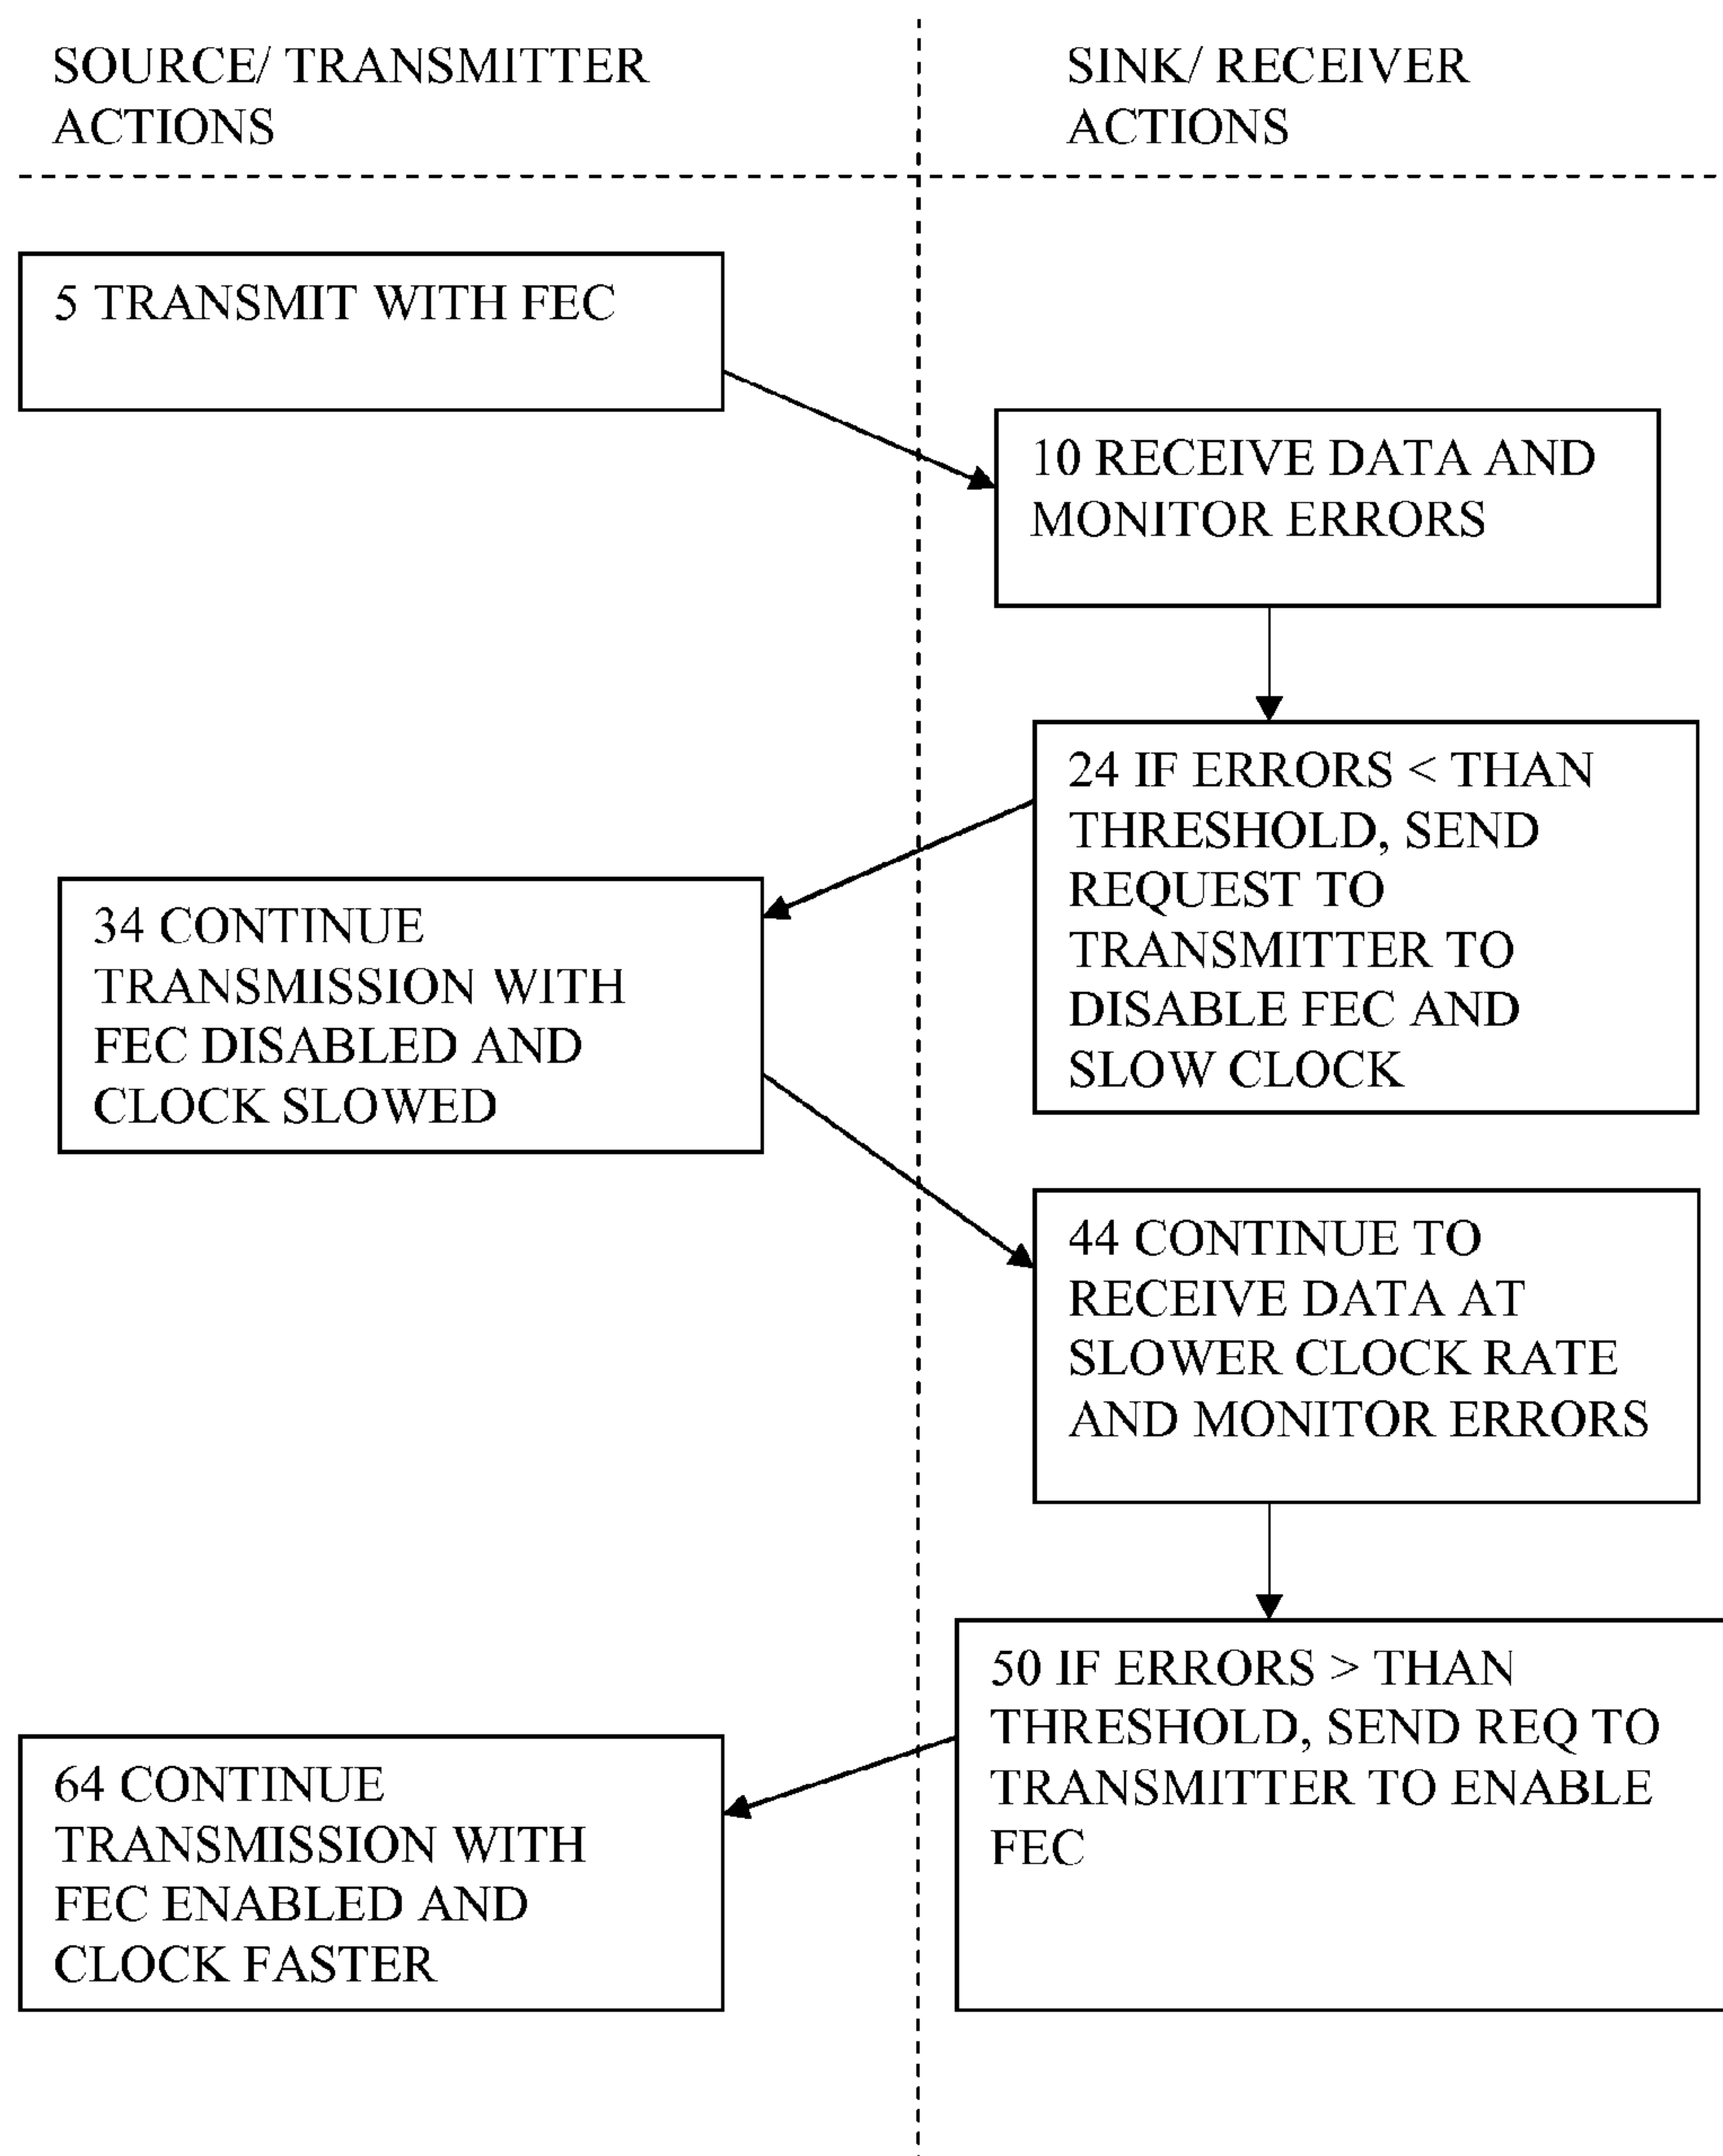 SOURCE/ TRANSMITTER
ACTIONS
SINK/ RECEIVER
ACTIONS
5 TRANSMIT WITH FEC
10 RECEIVE DATA AND
MONITOR ERRORS
24 IF ERRORS < THAN
THRESHOLD, SEND
REQUEST TO
TRANSMITTER TO
DISABLE FEC AND
SLOW CLOCK
34 CONTINUE
TRANSMISSION WITH
FEC DISABLED AND
CLOCK SLOWED
44 CONTINUE TO
RECEIVE DATA AT
SLOWER CLOCK RATE
AND MONITOR ERRORS
50 IF ERRORS > THAN
THRESHOLD, SEND REQ TO
TRANSMITTER TO ENABLE
FEC
64 CONTINUE
TRANSMISSION WITH
FEC ENABLED AND
CLOCK FASTER